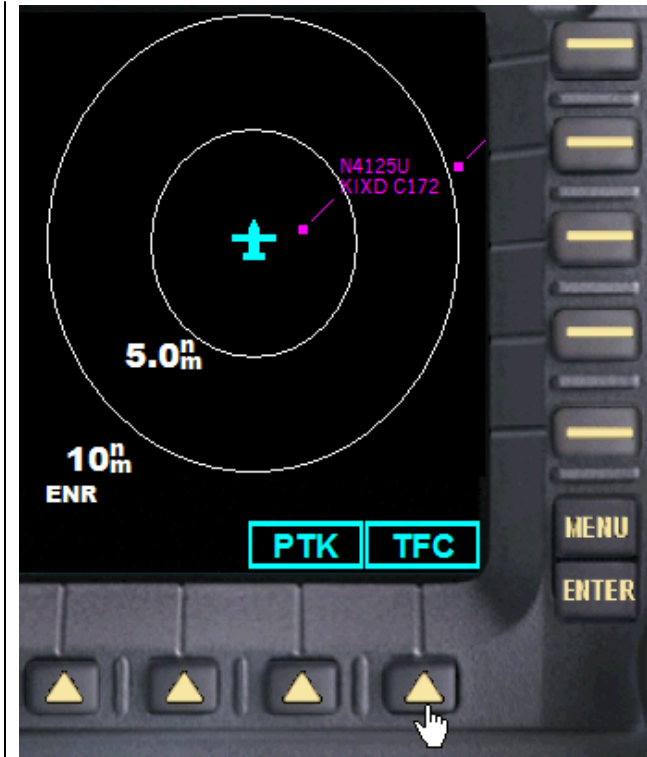 N4125U
KIXD C172
5.0nm
10nm
ENR
PTK TFC
MENU
ENTER